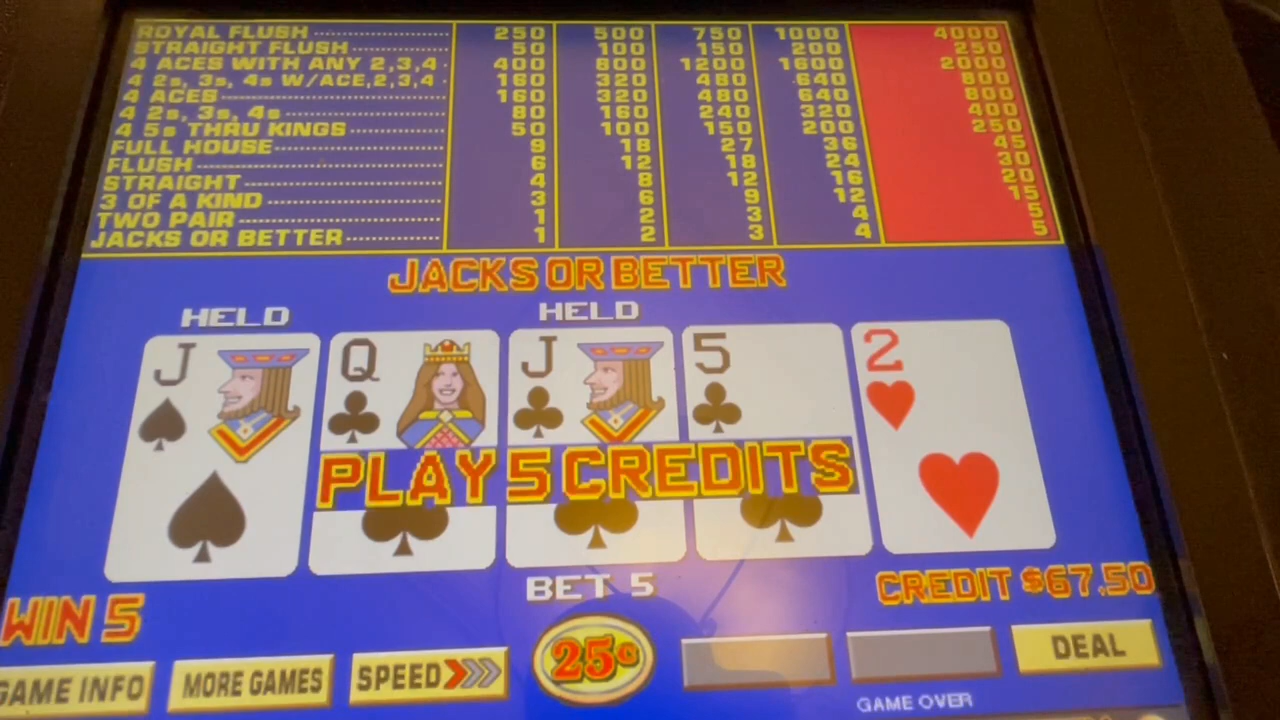 ROYAL FLUSH 250 500 750 1000 4000
STRAIGHT FLUSH 50 100 150 200 250
4 ACES WITH ANY 2,3,4 400 800 1200 1600 2000
4 2s, 3s, 4s W/ACE,2,3,4 160 320 480 640 800
4 ACES 160 320 480 640 800
4 2s, 3s, 4s 80 160 240 320 400
4 5s THRU KINGS 50 100 150 200 250
FULL HOUSE 9 18 27 36 45
FLUSH 6 12 18 24 30
STRAIGHT 4 8 12 16 20
3 OF A KIND 3 6 9 12 15
TWO PAIR 1 2 3 4 5
JACKS OR BETTER 1 2 3 4 5
JACKS OR BETTER
HELD HELD
J Q J 5 2
PLAY 5 CREDITS
WIN 5 BET 5 CREDIT $67.50
GAME INFO MORE GAMES SPEED 25¢ DEAL
GAME OVER